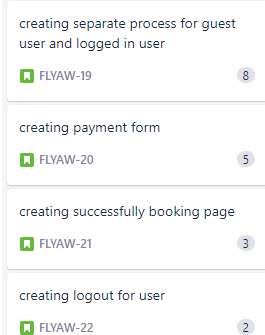 creating separate process for guest
user and logged in user
FLYAW-19 8
creating payment form
FLYAW-20 5
creating successfully booking page
FLYAW-21 3
creating logout for user
FLYAW-22 2